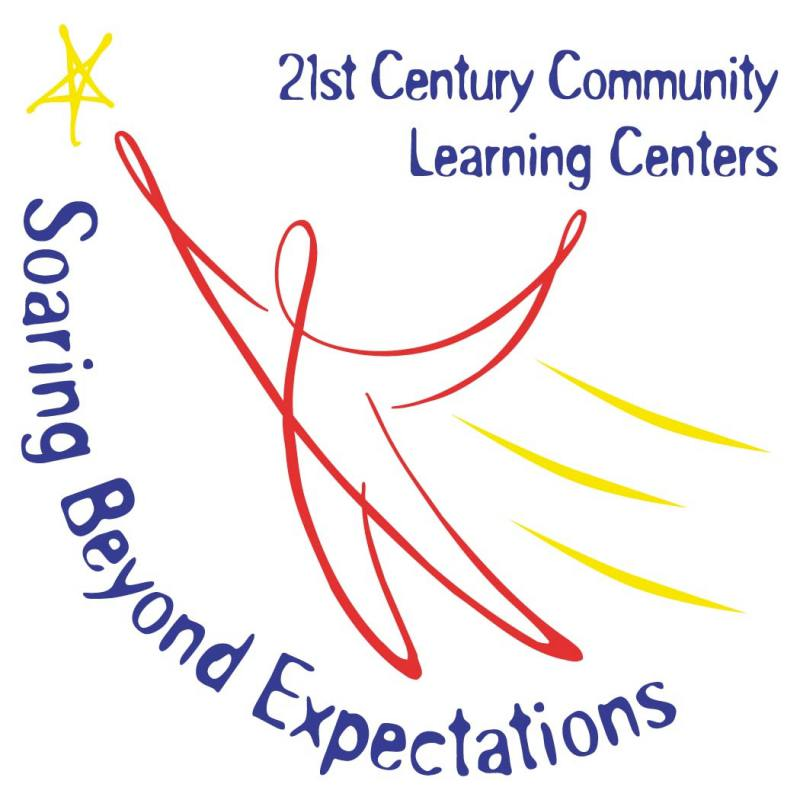 21st Century Community
Learning Centers
Soaring Beyond Expectations